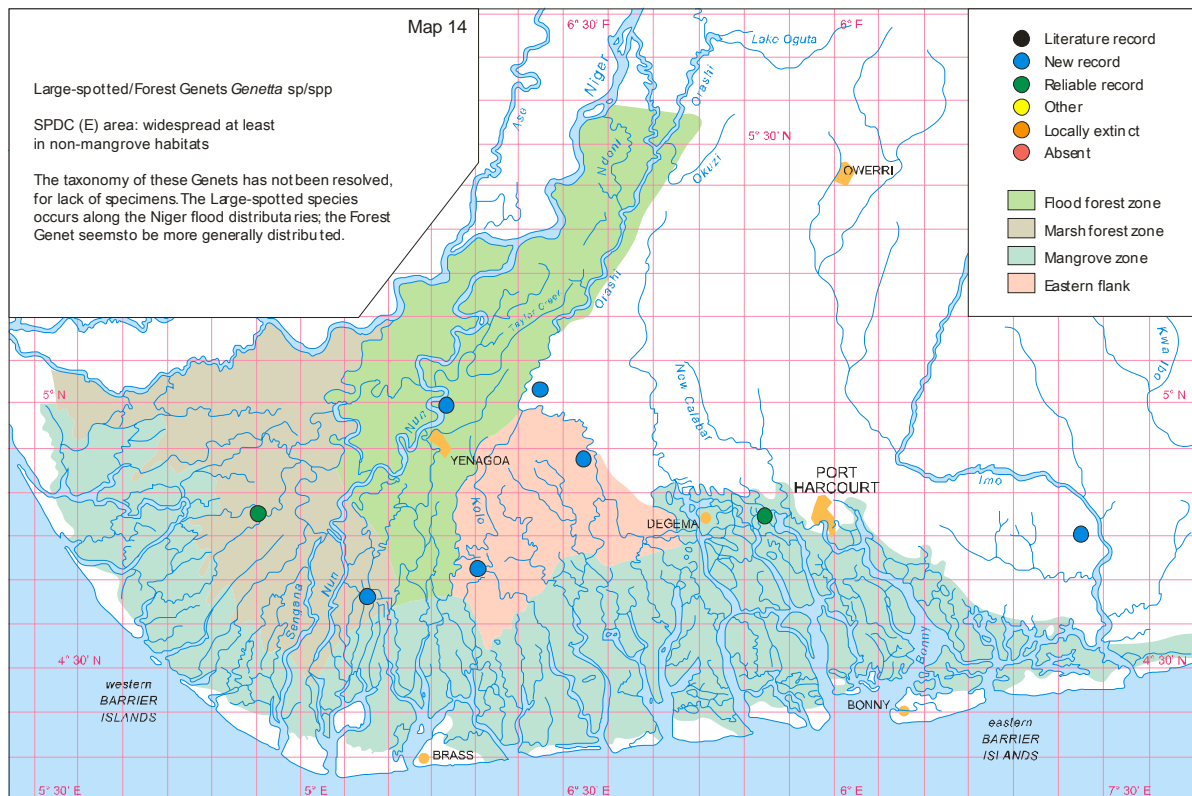 Map 14
Large-spotted/Forest Genets Genetta sp/spp
SPDC (E) area: widespread at least
in non-mangrove habitats
The taxonomy of these Genets has not been resolved,
for lack of specimens. The Large-spotted species
occurs along the Niger flood distributaries; the Forest
Genet seems to be more generally distributed.
6° 30' F
6° F
Literature record
New record
Reliable record
Other
Locally extinct
Absent
Flood forest zone
Marsh forest zone
Mangrove zone
Eastern flank
Lake Oguta
Niger
Orashi
Ase
Ndoni
5° 30' N
Okuzi
OWERRI
Orashi
Taylor Creek
Kwa Ibo
New Calabar
5° N
5° N
Nun
YENAGOA
PORT
HARCOURT
Imo
Kolo
DEGEMA
Sengana
Nun
Bonny
4° 30' N
4° 30' N
western
BARRIER
ISLANDS
BONNY
eastern
BARRIER
ISLANDS
BRASS
5° 30' E
5° E
6° 30' E
6° E
7° 30' E